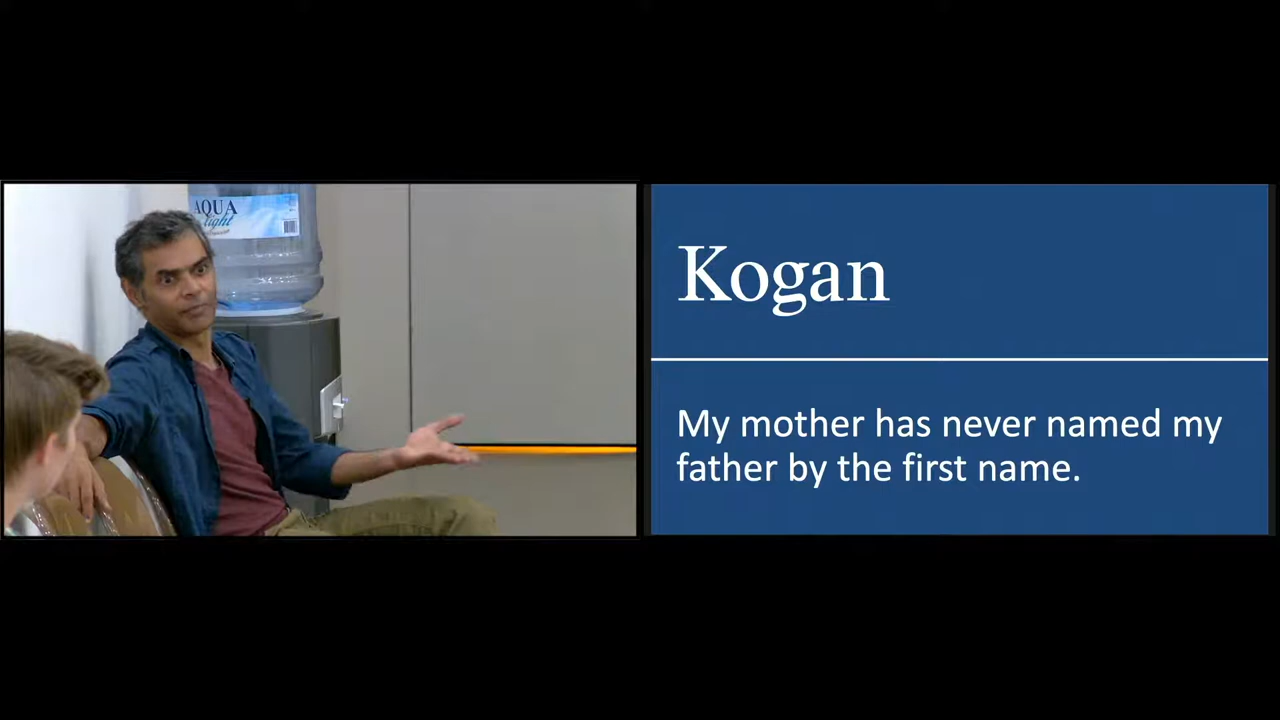 AQUA
light
Kogan
My mother has never named my
father by the first name.